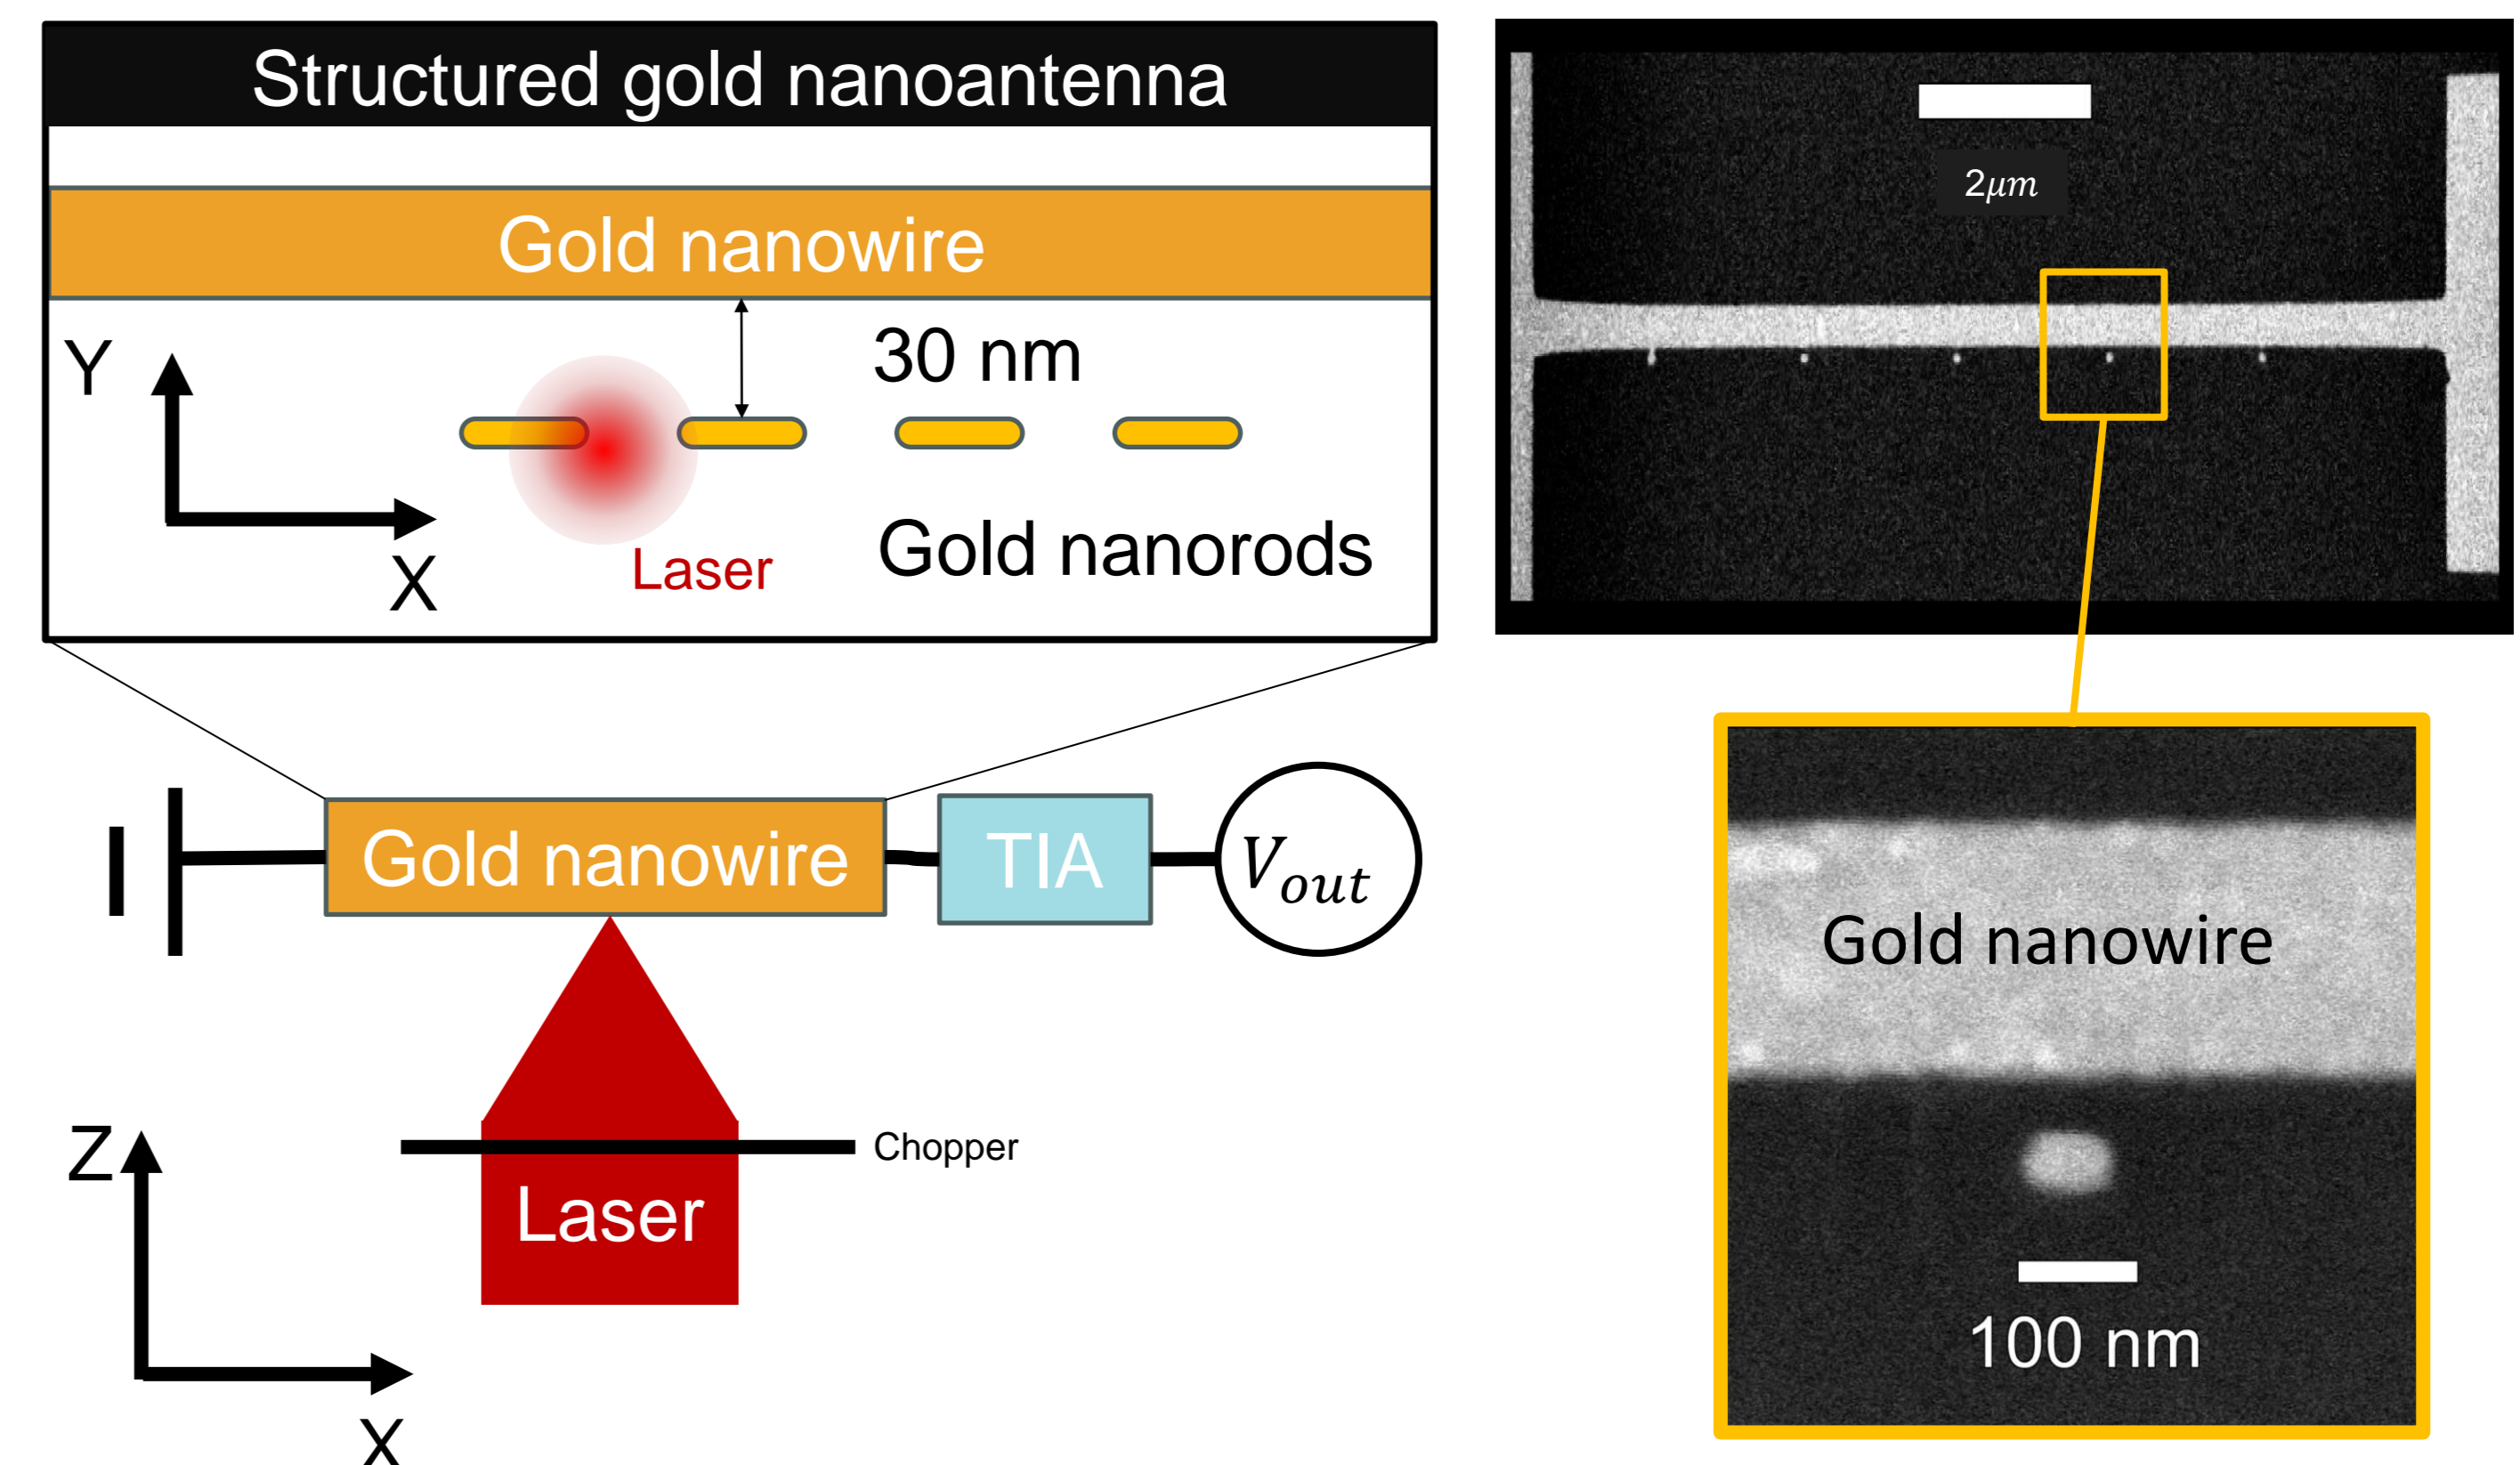 Structured gold nanoantenna
Gold nanowire
30 nm
Y
X
Laser
Gold nanorods
2μm
Gold nanowire
TIA
V_out
Chopper
Laser
Z
X
Gold nanowire
100 nm